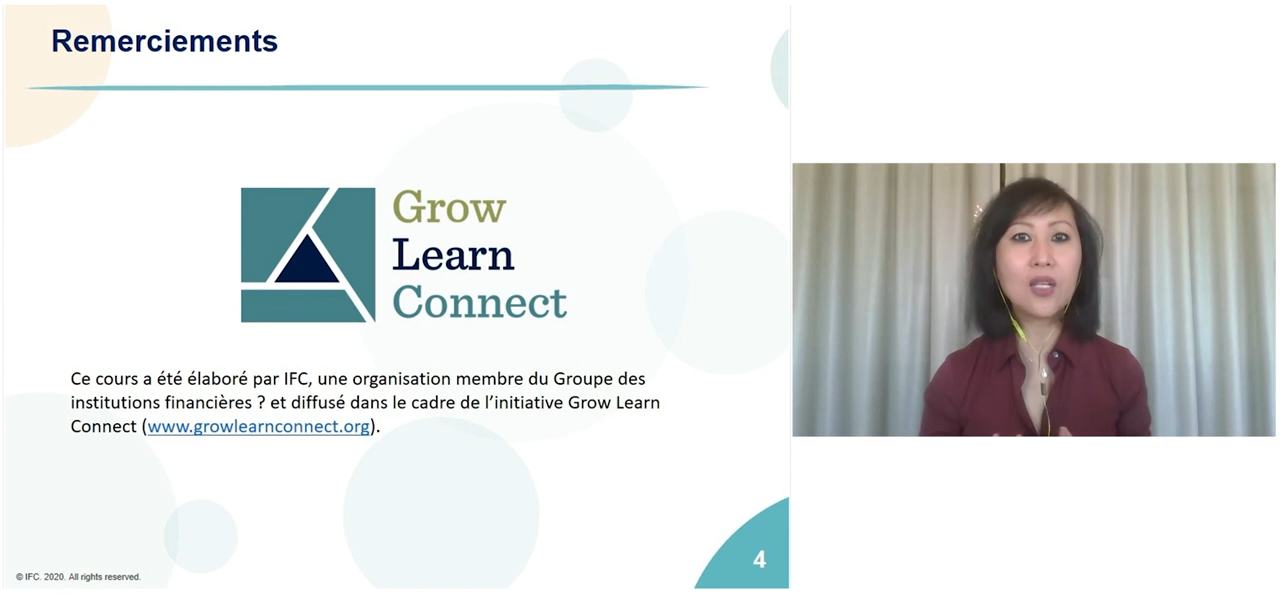 Remerciements
Grow
Learn
Connect
Ce cours a été élaboré par IFC, une organisation membre du Groupe des
institutions financières ? et diffusé dans le cadre de l’initiative Grow Learn
Connect (www.growlearnconnect.org).
4
© IFC. 2020. All rights reserved.